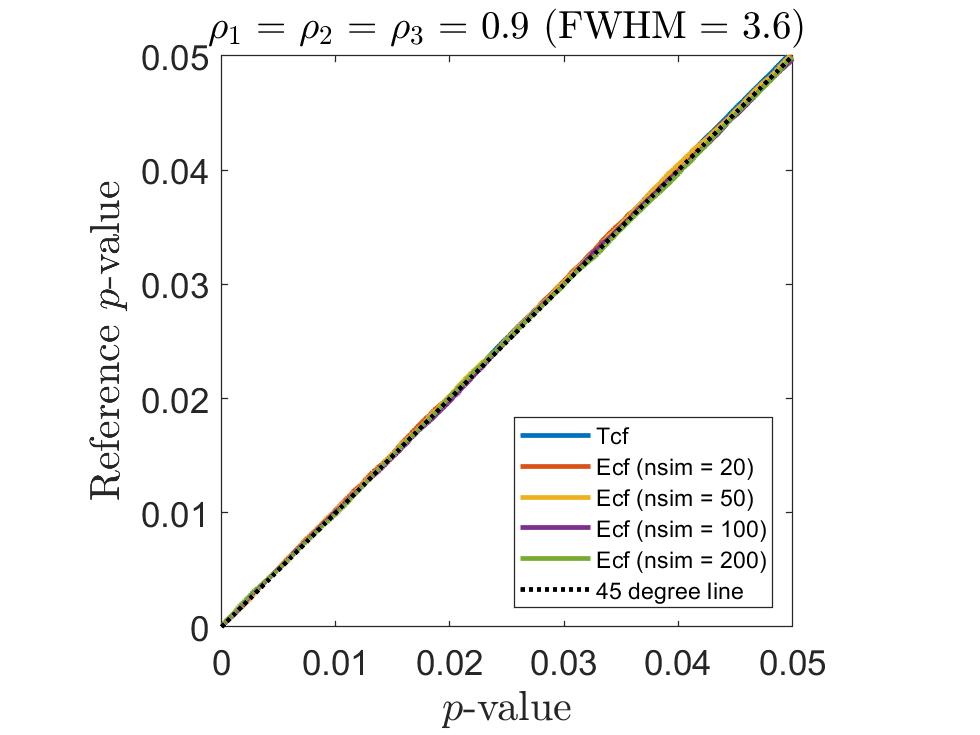 ρ₁ = ρ₂ = ρ₃ = 0.9 (FWHM = 3.6)
0.05
0.04
0.03
0.02
0.01
0
Reference p-value
Tcf
Ecf (nsim = 20)
Ecf (nsim = 50)
Ecf (nsim = 100)
Ecf (nsim = 200)
45 degree line
0 0.01 0.02 0.03 0.04 0.05
p-value